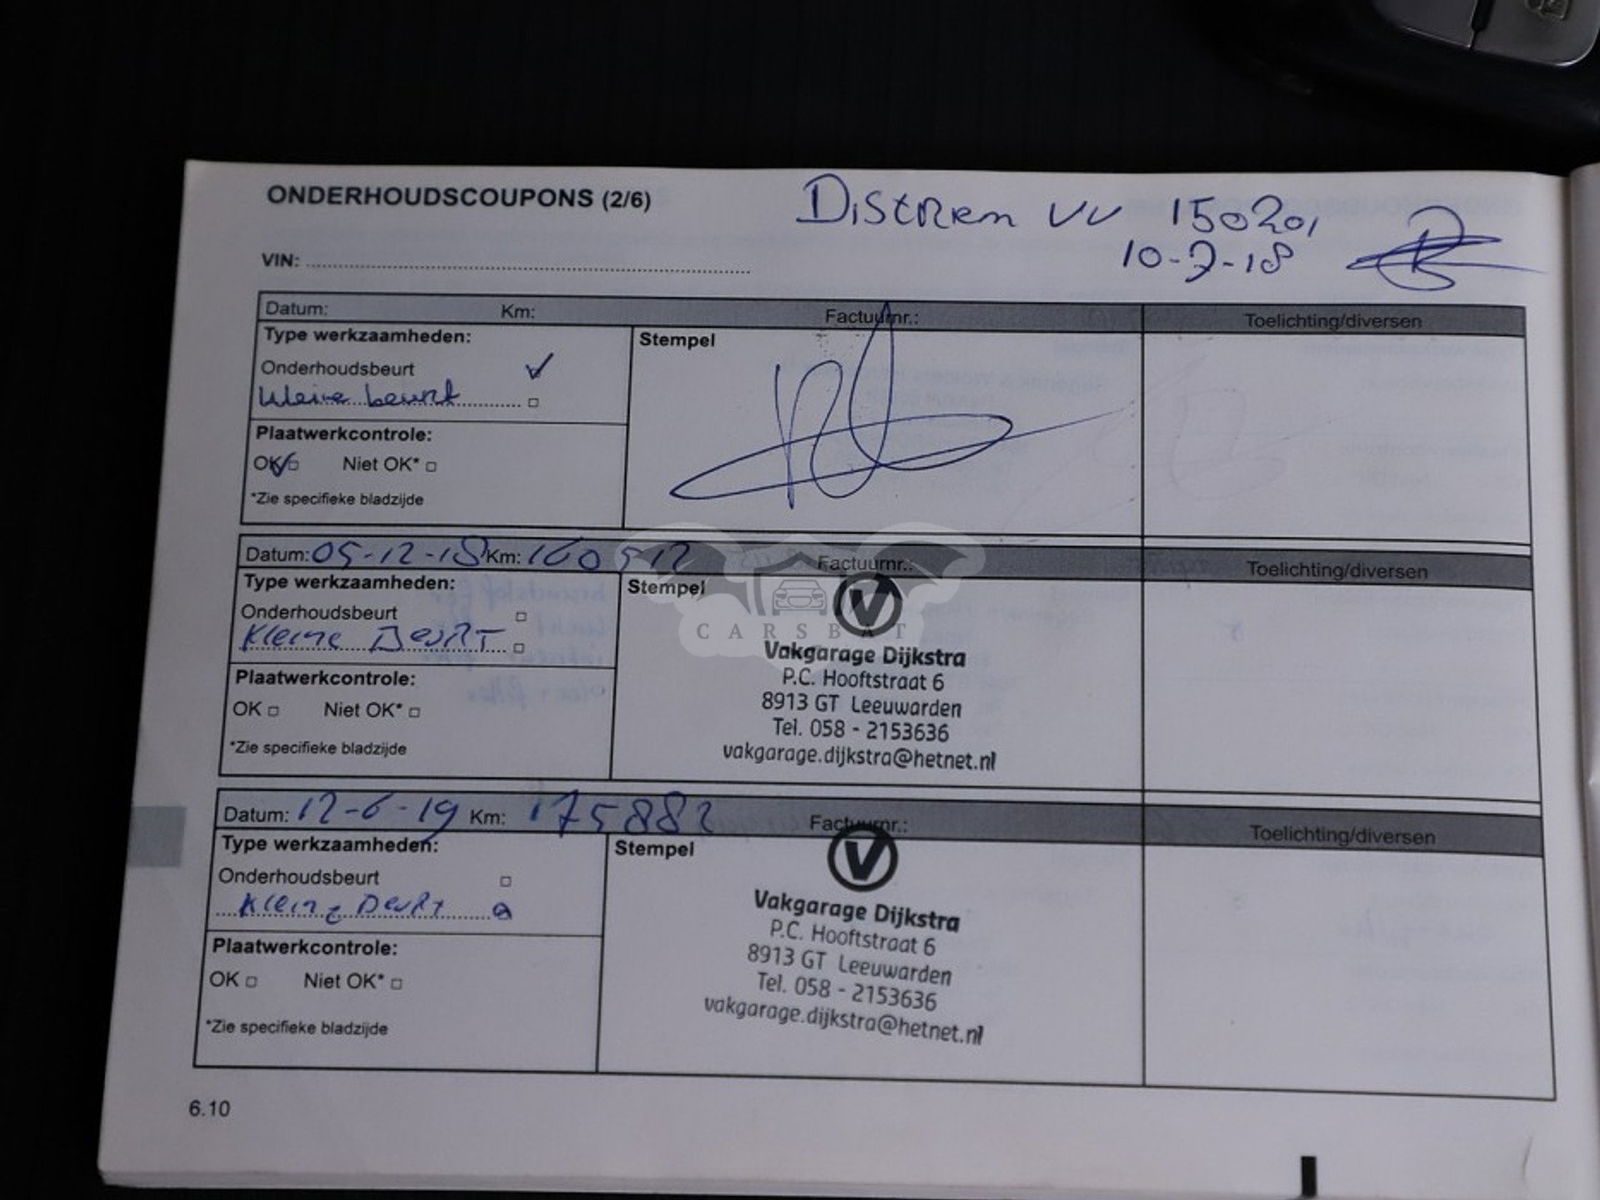 ONDERHOUDSCOUPONS (2/6)
Distriem VV 150201
10-7-18
VIN:
Datum: Km: Factuurnr.: Toelichting/diversen
Type werkzaamheden:
Stempel
Onderhoudsbeurt
kleine beurt
Plaatwerkcontrole:
OK Niet OK*
*Zie specifieke bladzijde
Datum: 05-12-18 Km: 160512 Factuurnr.: Toelichting/diversen
Type werkzaamheden:
Stempel
Onderhoudsbeurt
Kleine Beurt
Plaatwerkcontrole:
OK Niet OK*
*Zie specifieke bladzijde
V
CARSBAT
Vakgarage Dijkstra
P.C. Hooftstraat 6
8913 GT Leeuwarden
Tel. 058 - 2153636
vakgarage.dijkstra@hetnet.nl
Datum: 12-6-19 Km: 175882 Factuurnr.: Toelichting/diversen
Type werkzaamheden:
Stempel
Onderhoudsbeurt
Kleine Beurt
Plaatwerkcontrole:
OK Niet OK*
*Zie specifieke bladzijde
V
Vakgarage Dijkstra
P.C. Hooftstraat 6
8913 GT Leeuwarden
Tel. 058 - 2153636
vakgarage.dijkstra@hetnet.nl
6.10